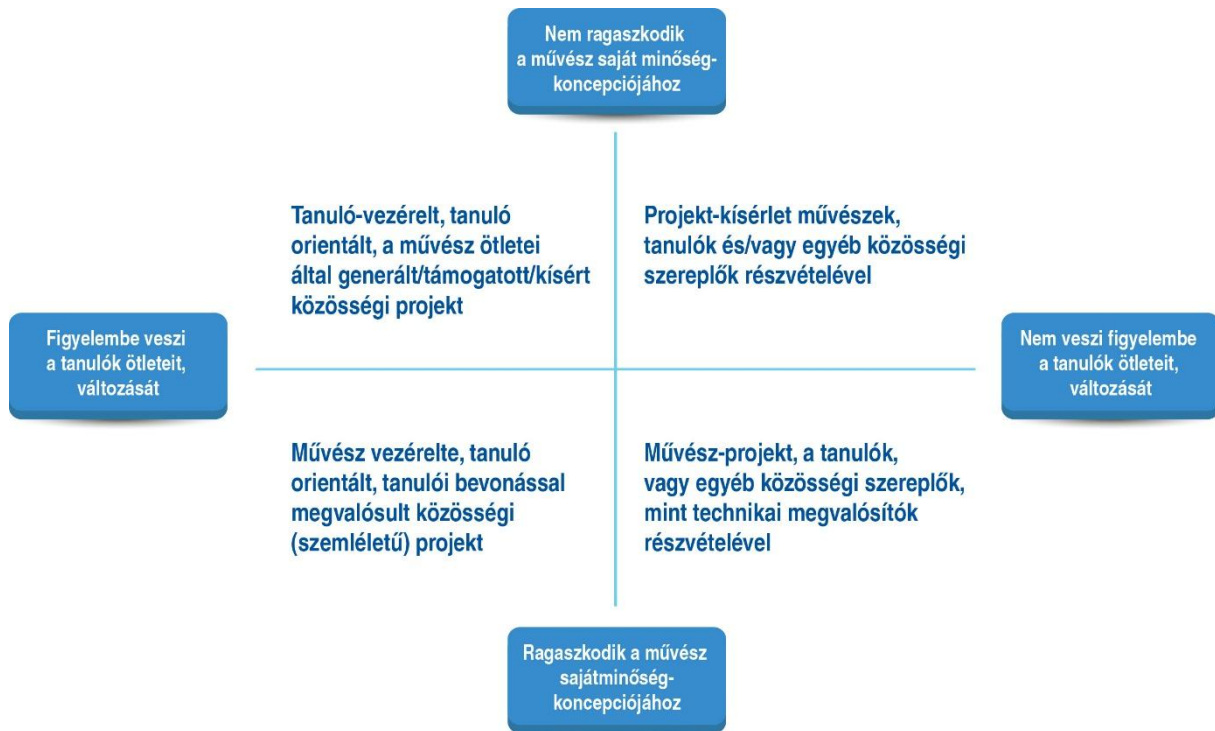 Nem ragaszkodik
a művész saját minőség-
koncepciójához
Tanuló-vezérelt, tanuló
orientált, a művész ötletei
által generált/támogatott/kísért
közösségi projekt
Projekt-kísérlet művészek,
tanulók és/vagy egyéb közösségi
szereplők részvételével
Figyelembe veszi
a tanulók ötleteit,
változását
Nem veszi figyelembe
a tanulók ötleteit,
változását
Művész vezérelte, tanuló
orientált, tanulói bevonással
megvalósult közösségi
(szemléletű) projekt
Művész-projekt, a tanulók,
vagy egyéb közösségi szereplők,
mint technikai megvalósítók
részvételével
Ragaszkodik a művész
sajátminőség-
koncepciójához